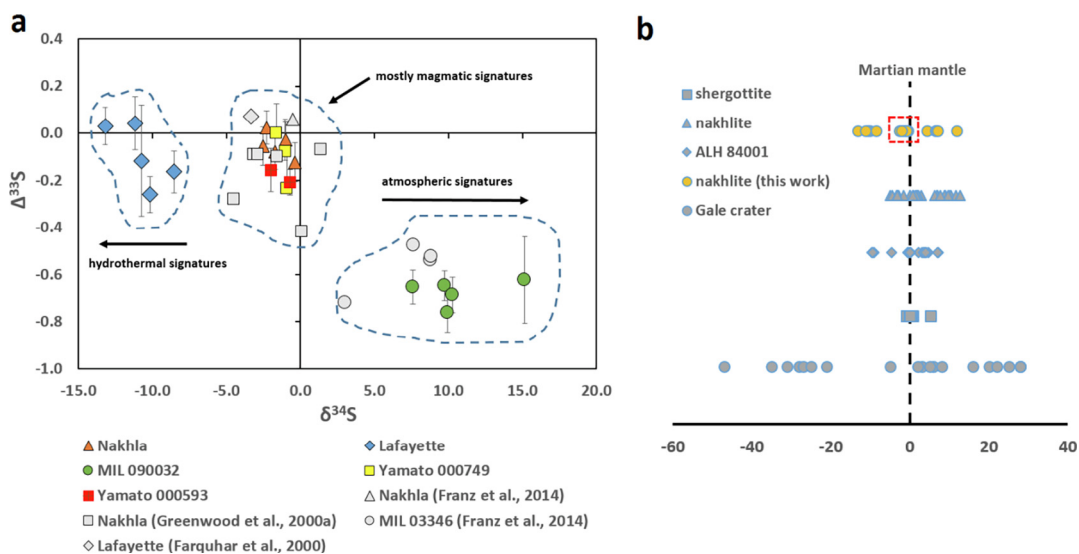 a
b
0.4
0.2
0.0
-0.2
-0.4
-0.6
-0.8
-1.0
Δ³³S
mostly magmatic signatures
atmospheric signatures
hydrothermal signatures
-15.0 -10.0 -5.0 0.0 5.0 10.0 15.0 20.0
δ³⁴S
Nakhla
Lafayette
MIL 090032
Yamato 000749
Yamato 000593
Nakhla (Franz et al., 2014)
Nakhla (Greenwood et al., 2000a)
MIL 03346 (Franz et al., 2014)
Lafayette (Farquhar et al., 2000)
Martian mantle
shergottite
nakhlite
ALH 84001
nakhlite (this work)
Gale crater
-60 -40 -20 0 20 40